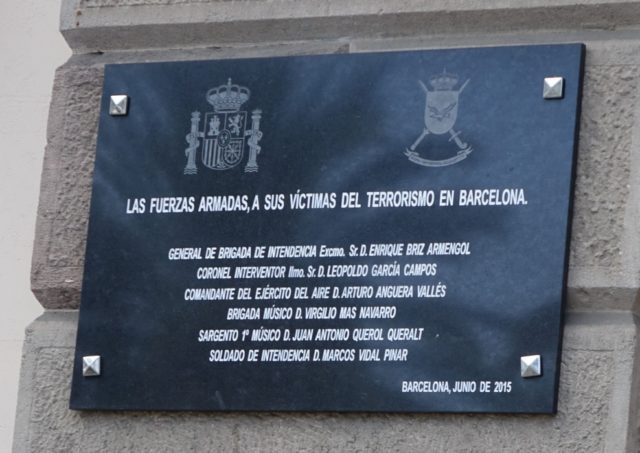 LAS FUERZAS ARMADAS, A SUS VÍCTIMAS DEL TERRORISMO EN BARCELONA.
GENERAL DE BRIGADA DE INTENDENCIA Excmo. Sr. D. ENRIQUE BRIZ ARMENGOL
CORONEL INTERVENTOR Ilmo. Sr. D. LEOPOLDO GARCÍA CAMPOS
COMANDANTE DEL EJÉRCITO DEL AIRE D. ARTURO ANGUERA VALLÉS
BRIGADA MÚSICO D. VIRGILIO MAS NAVARRO
SARGENTO 1º MÚSICO D. JUAN ANTONIO QUEROL QUERALT
SOLDADO DE INTENDENCIA D. MARCOS VIDAL PINAR
BARCELONA, JUNIO DE 2015